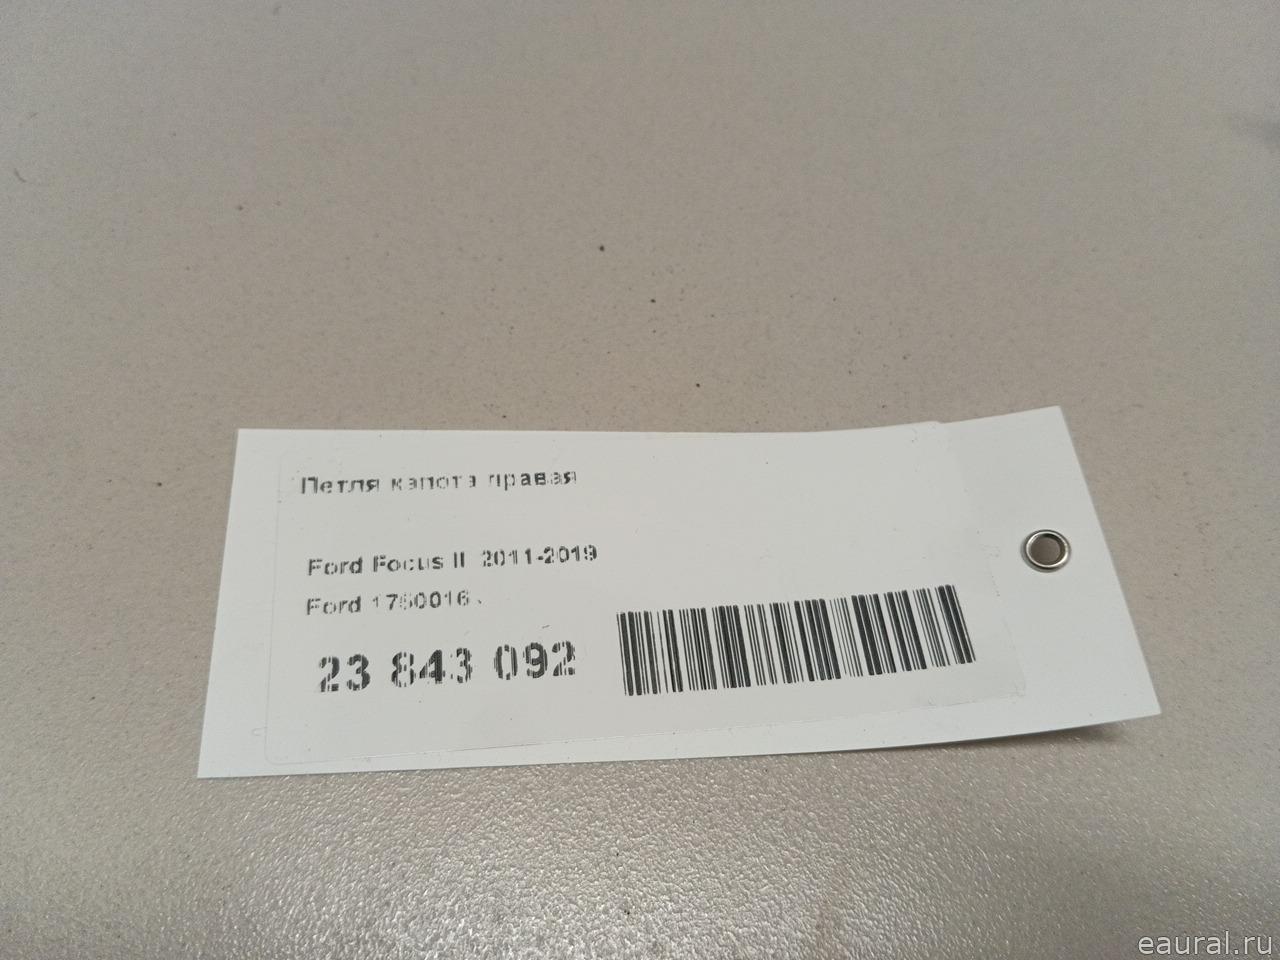 Петля капота правая
Ford Focus II 2011-2019
Ford 1750016
23 843 092
eaural.ru